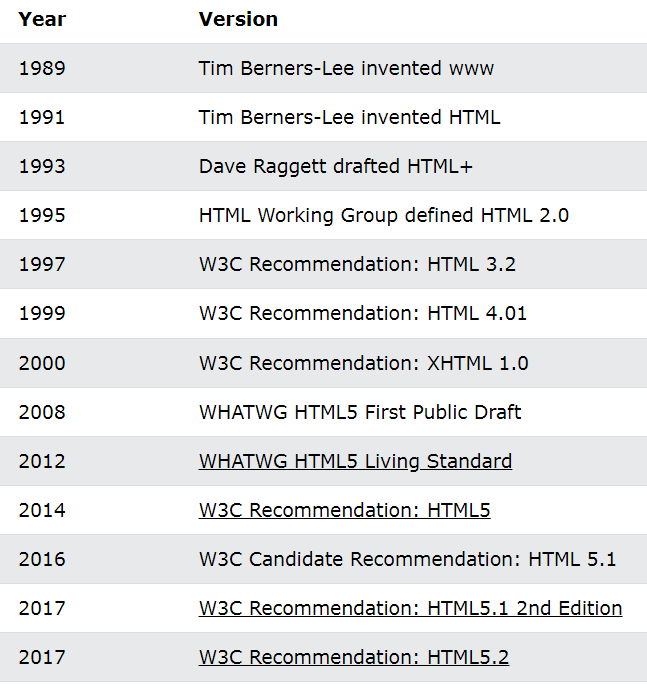 Year Version
1989 Tim Berners-Lee invented www
1991 Tim Berners-Lee invented HTML
1993 Dave Raggett drafted HTML+
1995 HTML Working Group defined HTML 2.0
1997 W3C Recommendation: HTML 3.2
1999 W3C Recommendation: HTML 4.01
2000 W3C Recommendation: XHTML 1.0
2008 WHATWG HTML5 First Public Draft
2012 WHATWG HTML5 Living Standard
2014 W3C Recommendation: HTML5
2016 W3C Candidate Recommendation: HTML 5.1
2017 W3C Recommendation: HTML5.1 2nd Edition
2017 W3C Recommendation: HTML5.2